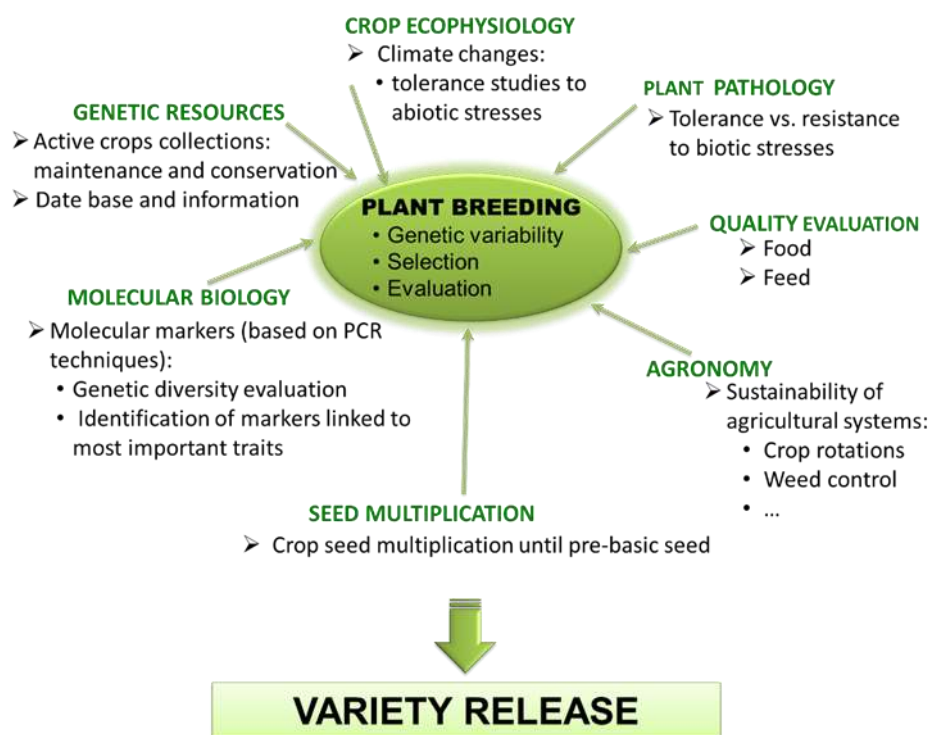 CROP ECOPHYSIOLOGY
➢ Climate changes:
• tolerance studies to
abiotic stresses
PLANT PATHOLOGY
➢ Tolerance vs. resistance
to biotic stresses
GENETIC RESOURCES
➢ Active crops collections:
maintenance and conservation
➢ Date base and information
PLANT BREEDING
• Genetic variability
• Selection
• Evaluation
QUALITY EVALUATION
➢ Food
➢ Feed
MOLECULAR BIOLOGY
➢ Molecular markers (based on PCR
techniques):
• Genetic diversity evaluation
• Identification of markers linked to
most important traits
AGRONOMY
➢ Sustainability of
agricultural systems:
• Crop rotations
• Weed control
• ...
SEED MULTIPLICATION
➢ Crop seed multiplication until pre-basic seed
VARIETY RELEASE